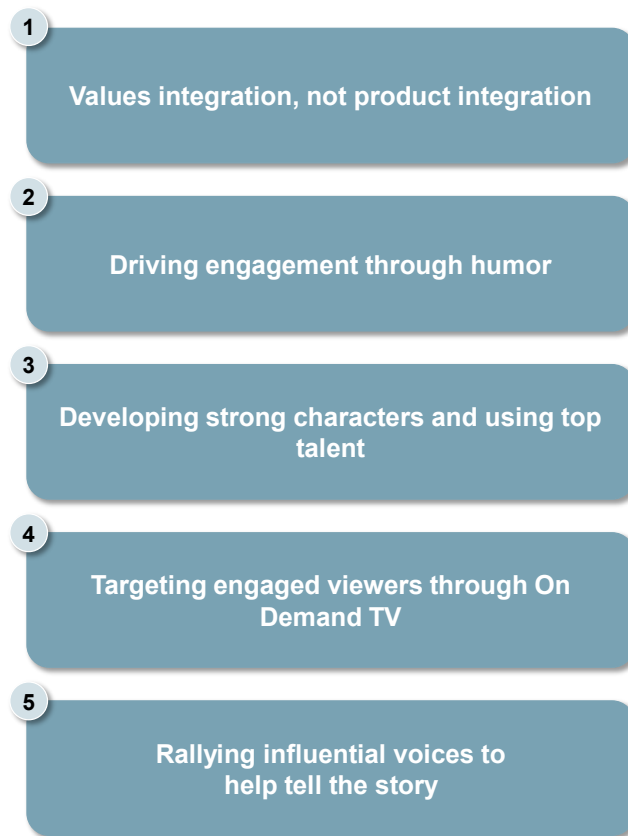 1
Values integration, not product integration
2
Driving engagement through humor
3
Developing strong characters and using top
talent
4
Targeting engaged viewers through On
Demand TV
5
Rallying influential voices to
help tell the story